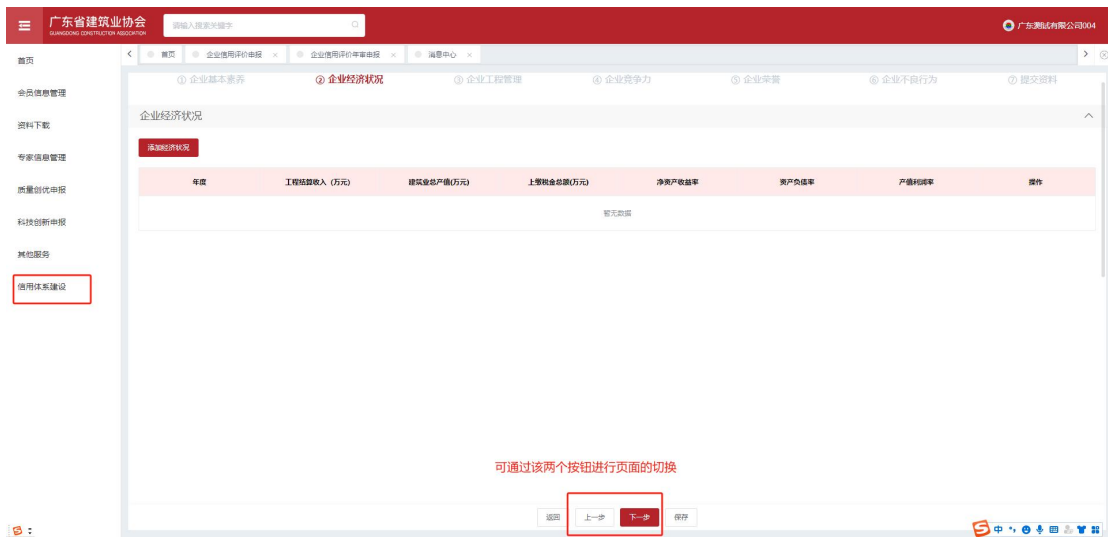 广东省建筑业协会
GUANGDONG CONSTRUCTION ASSOCIATION
请输入搜索关键字
广东测试有限公司004
首页
会员信息管理
资料下载
专家信息管理
质量创优申报
科技创新申报
其他服务
信用体系建设
首页 企业信用评价申报 × 企业信用评价年审申报 × 消息中心 ×
① 企业基本素养 ② 企业经济状况 ③ 企业工程管理 ④ 企业竞争力 ⑤ 企业荣誉 ⑥ 企业不良行为 ⑦ 提交资料
企业经济状况
添加经济状况
年度 工程结算收入 (万元) 建筑业总产值(万元) 上缴税金总额(万元) 净资产收益率 资产负债率 产值利润率 操作
暂无数据
可通过该两个按钮进行页面的切换
返回 上一步 下一步 保存
中